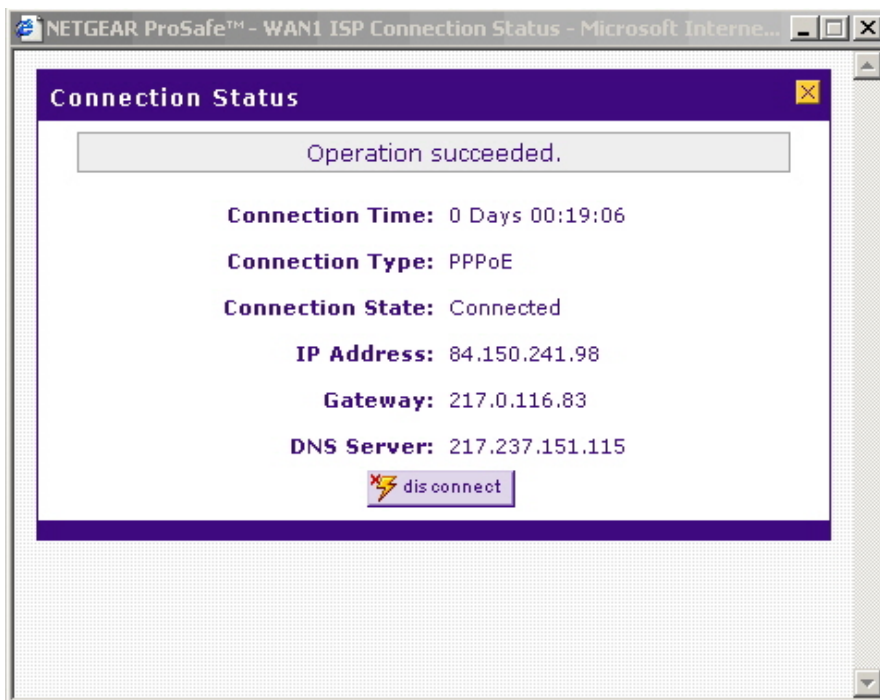 NETGEAR ProSafe™ - WAN1 ISP Connection Status - Microsoft Interne...
Connection Status
Operation succeeded.
Connection Time: 0 Days 00:19:06
Connection Type: PPPoE
Connection State: Connected
IP Address: 84.150.241.98
Gateway: 217.0.116.83
DNS Server: 217.237.151.115
disconnect